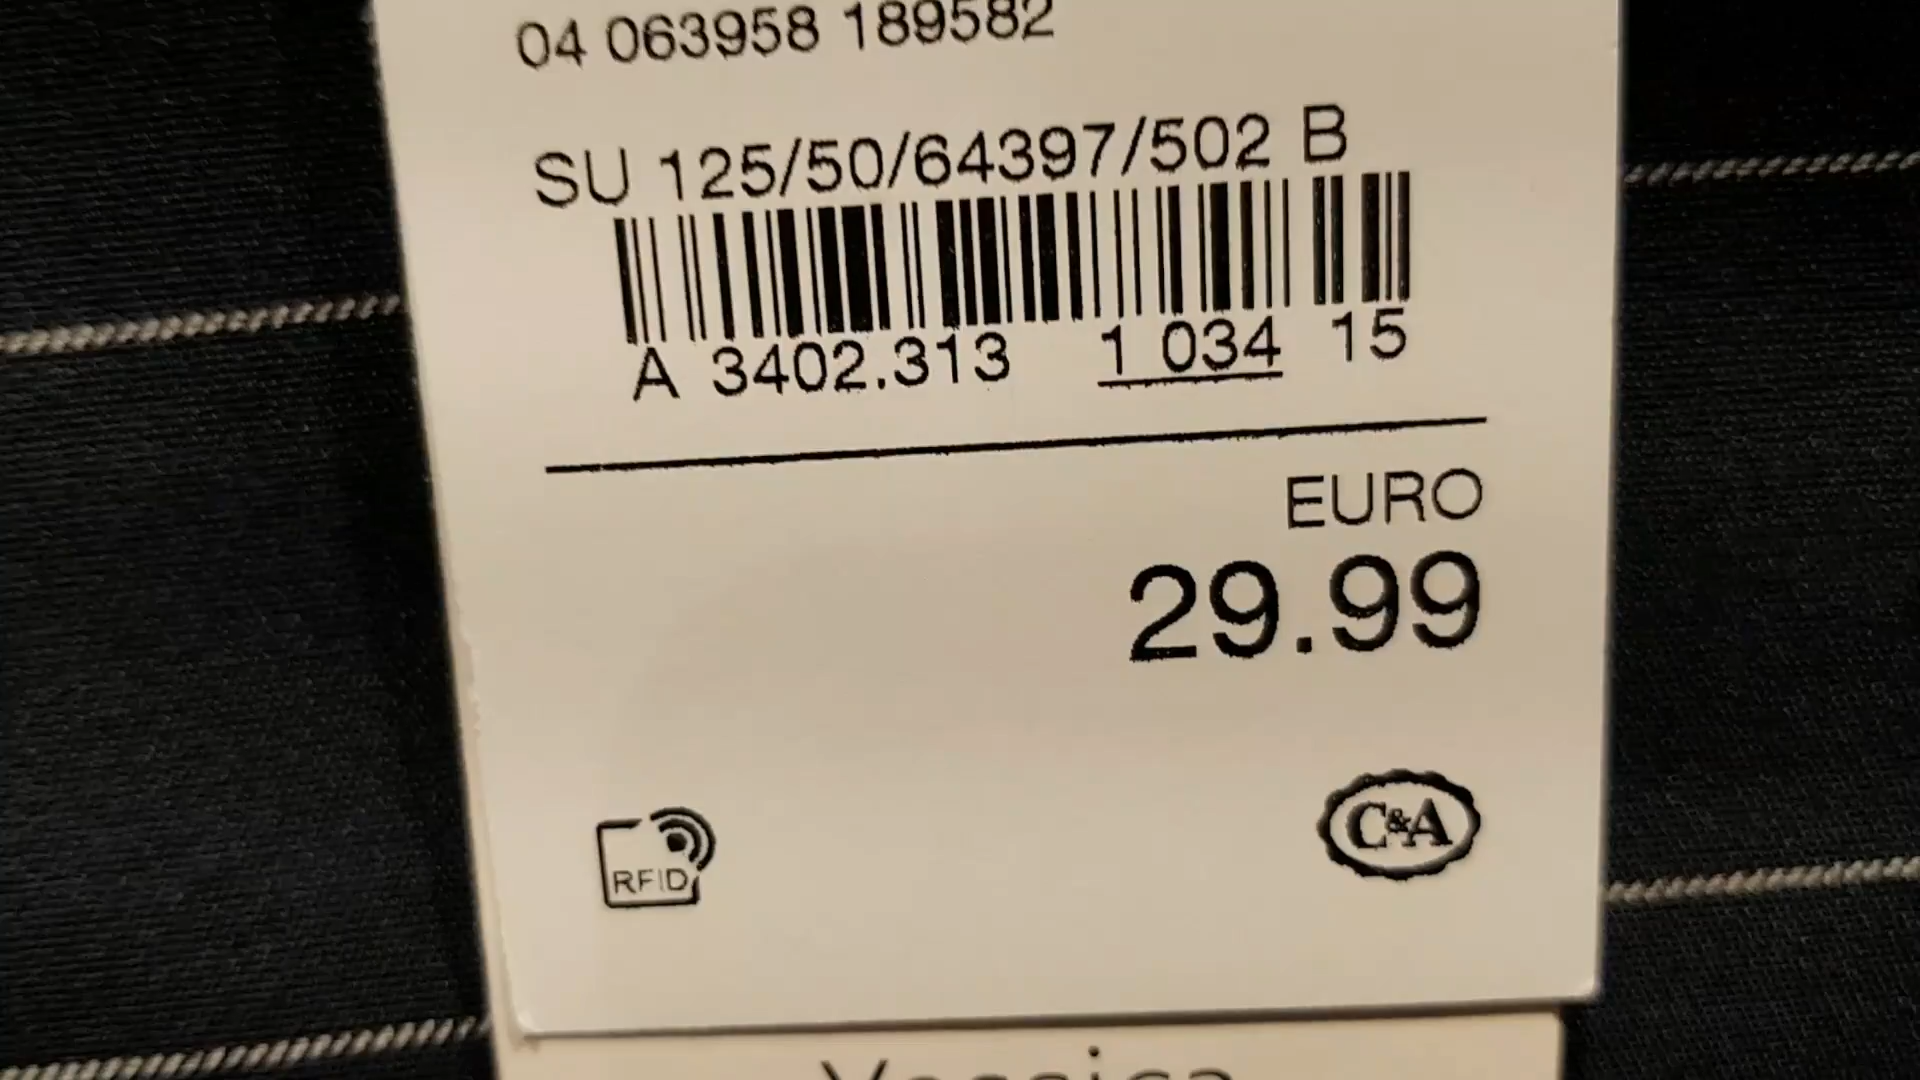 04 063958 189582
SU 125/50/64397/502 B
A 3402.313 1 034 15
EURO
29.99
RFID
C&A